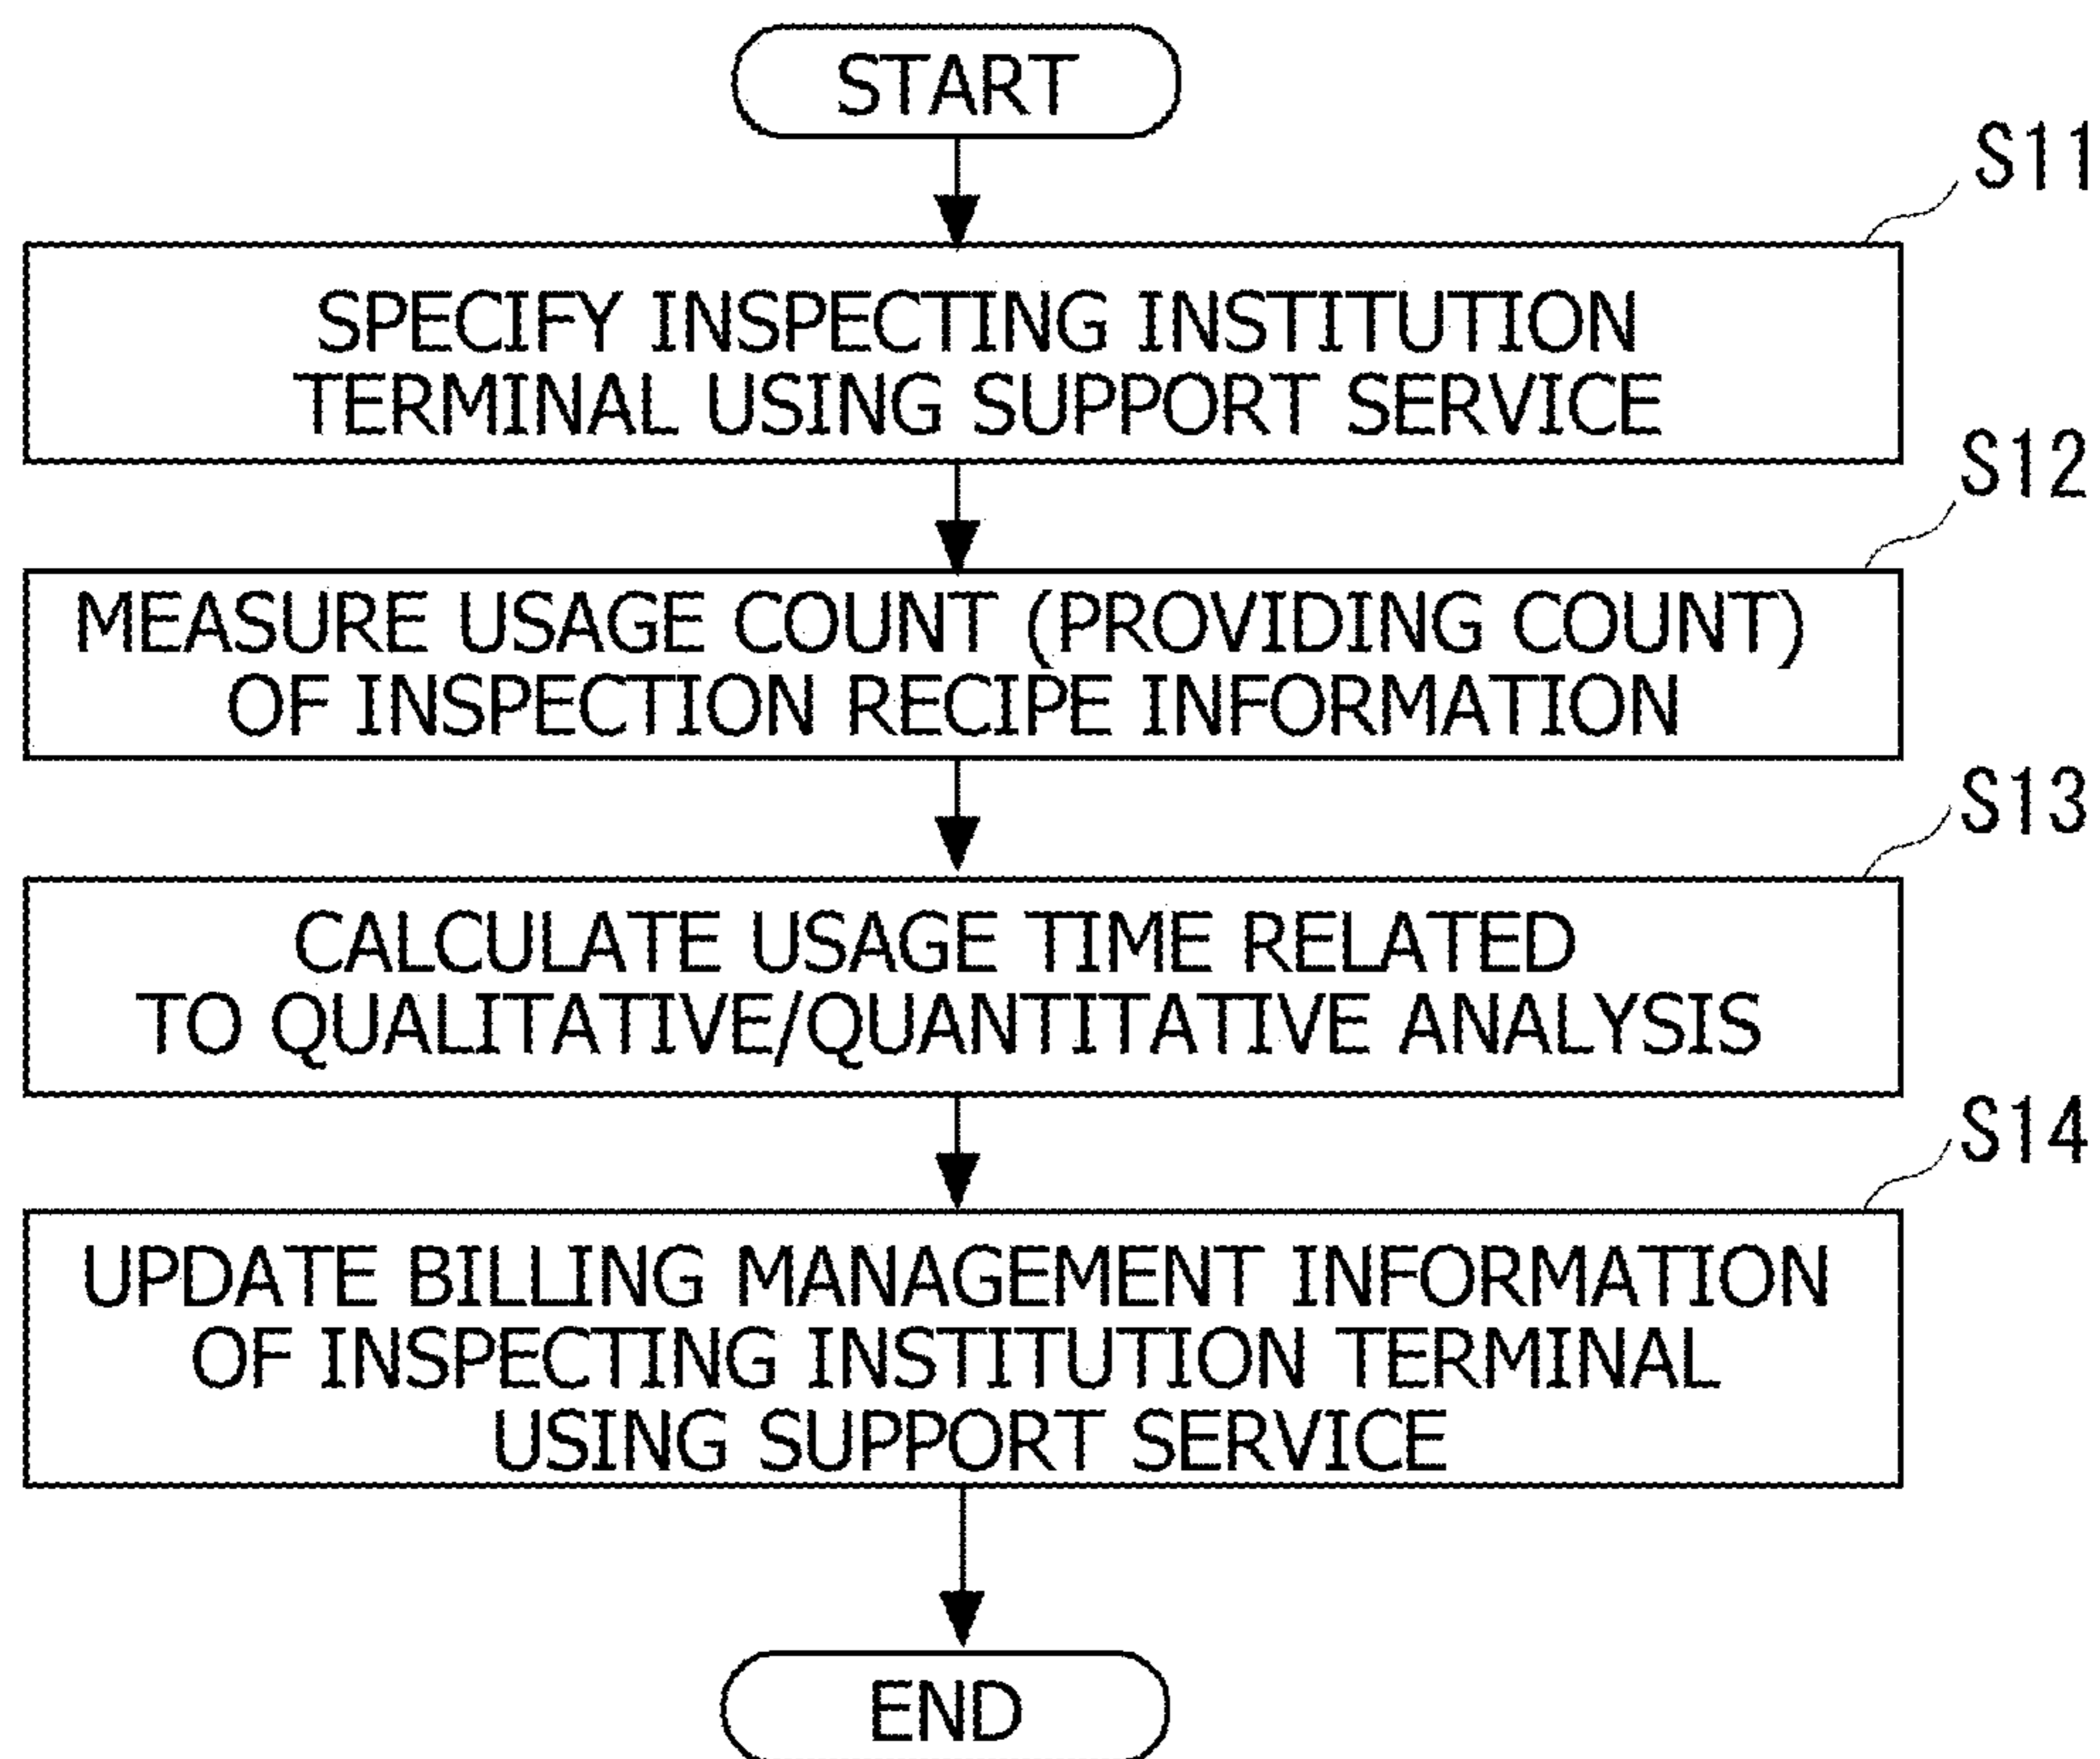 START
S11
SPECIFY INSPECTING INSTITUTION
TERMINAL USING SUPPORT SERVICE
S12
MEASURE USAGE COUNT (PROVIDING COUNT)
OF INSPECTION RECIPE INFORMATION
S13
CALCULATE USAGE TIME RELATED
TO QUALITATIVE/QUANTITATIVE ANALYSIS
S14
UPDATE BILLING MANAGEMENT INFORMATION
OF INSPECTING INSTITUTION TERMINAL
USING SUPPORT SERVICE
END